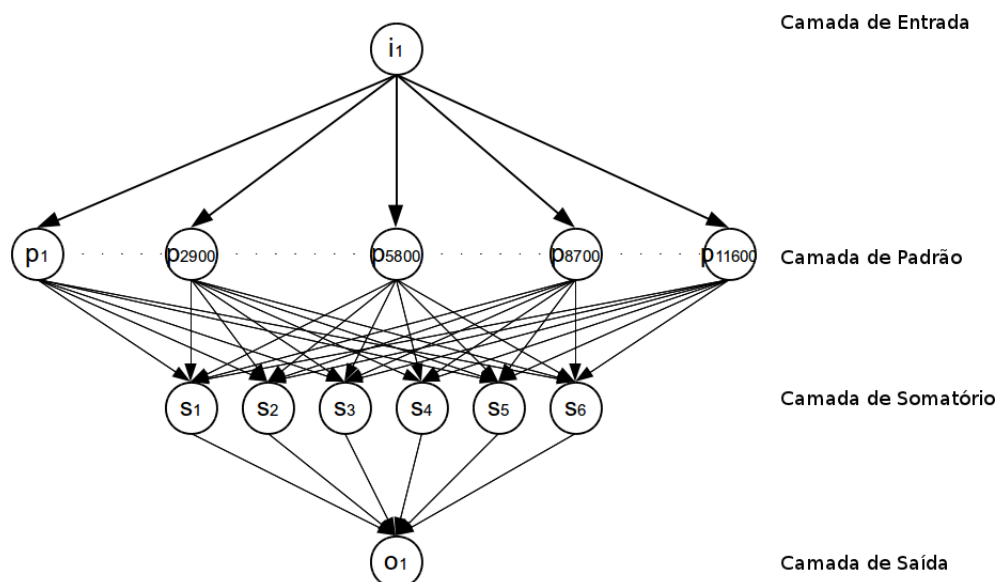 Camada de Entrada
i1
p1 p2900 p5800 p8700 p11600 Camada de Padrão
s1 s2 s3 s4 s5 s6 Camada de Somatório
o1 Camada de Saída